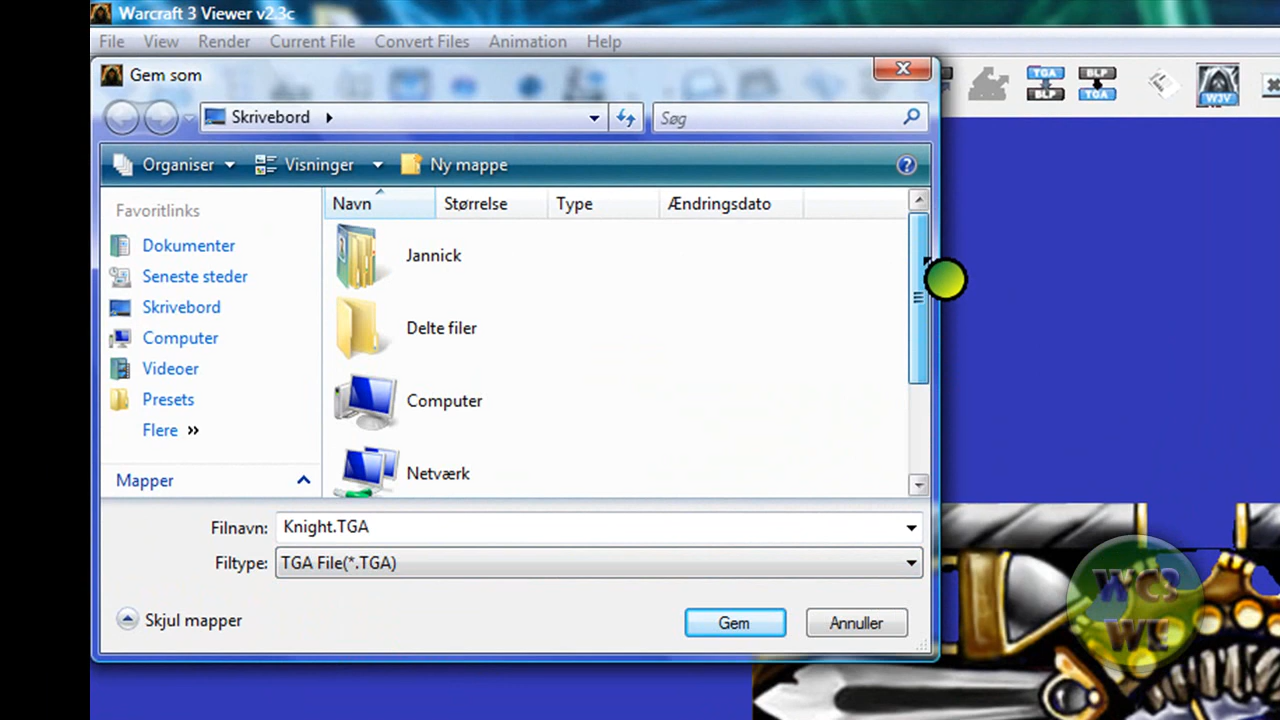 Warcraft 3 Viewer v2.3c
File View Render Current File Convert Files Animation Help
Gem som
TGA BLP
BLP TGA
W3V
Skrivebord
Søg
Organiser Visninger Ny mappe
Favoritlinks
Dokumenter
Seneste steder
Skrivebord
Computer
Videoer
Presets
Flere »
Mapper
Navn Størrelse Type Ændringsdato
Jannick
Delte filer
Computer
Netværk
Filnavn: Knight.TGA
Filtype: TGA File(*.TGA)
Skjul mapper
Gem Annuller
WC3
WE